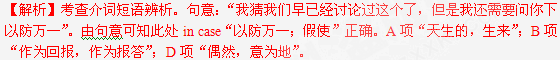 【解析】考查介词短语辨析。句意：“我猜我们早已经讨论过这个了，但是我还需要问你下
以防万一”。由句意可知此处 in case“以防万一；假使”正确。A 项“天生的，生来”；B 项
“作为回报，作为报答”；D 项“偶然，意为地”。